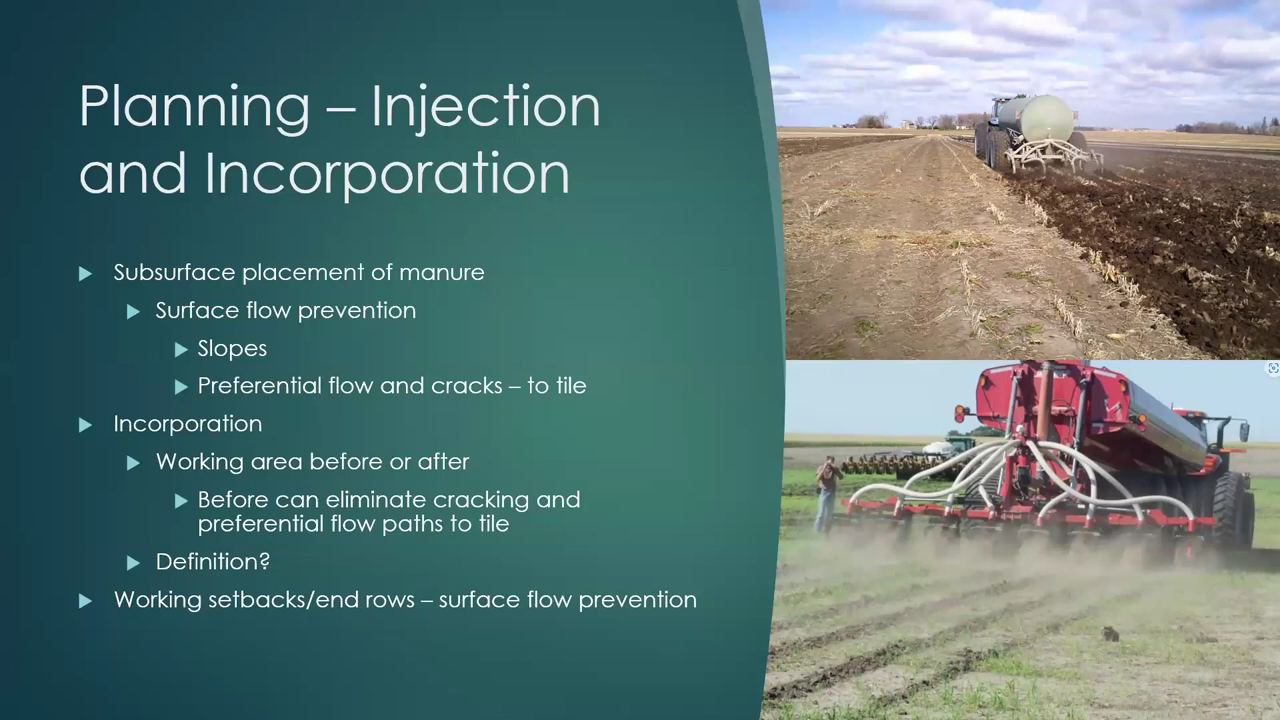 Planning – Injection
and Incorporation
Subsurface placement of manure
Surface flow prevention
Slopes
Preferential flow and cracks – to tile
Incorporation
Working area before or after
Before can eliminate cracking and
preferential flow paths to tile
Definition?
Working setbacks/end rows – surface flow prevention